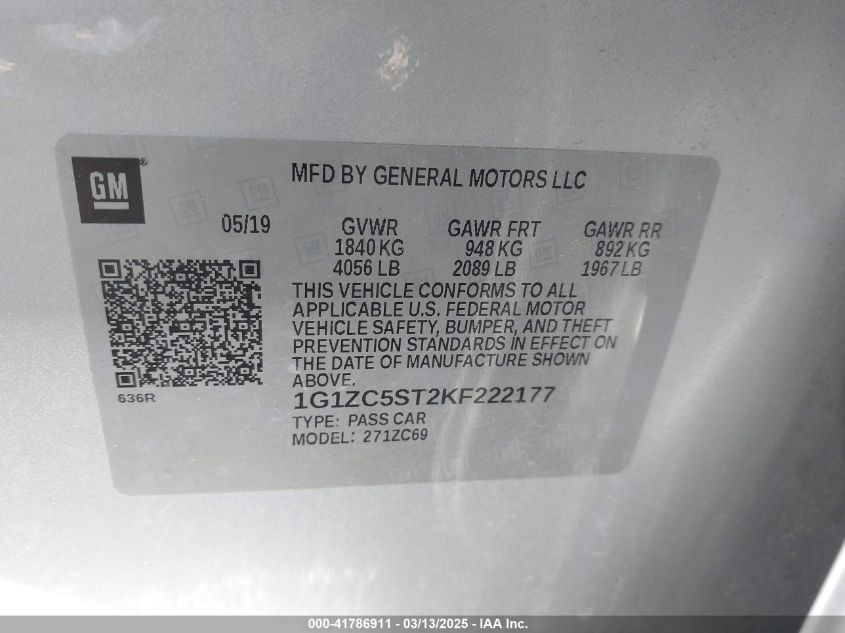 GM®
MFD BY GENERAL MOTORS LLC
05/19 GVWR GAWR FRT GAWR RR
1840 KG 948 KG 892 KG
4056 LB 2089 LB 1967 LB
THIS VEHICLE CONFORMS TO ALL
APPLICABLE U.S. FEDERAL MOTOR
VEHICLE SAFETY, BUMPER, AND THEFT
PREVENTION STANDARDS IN EFFECT ON
THE DATE OF MANUFACTURE SHOWN
ABOVE.
636R
1G1ZC5ST2KF222177
TYPE: PASS CAR
MODEL: 271ZC69
000-41786911 / 03/13/2025 - IAA Inc.